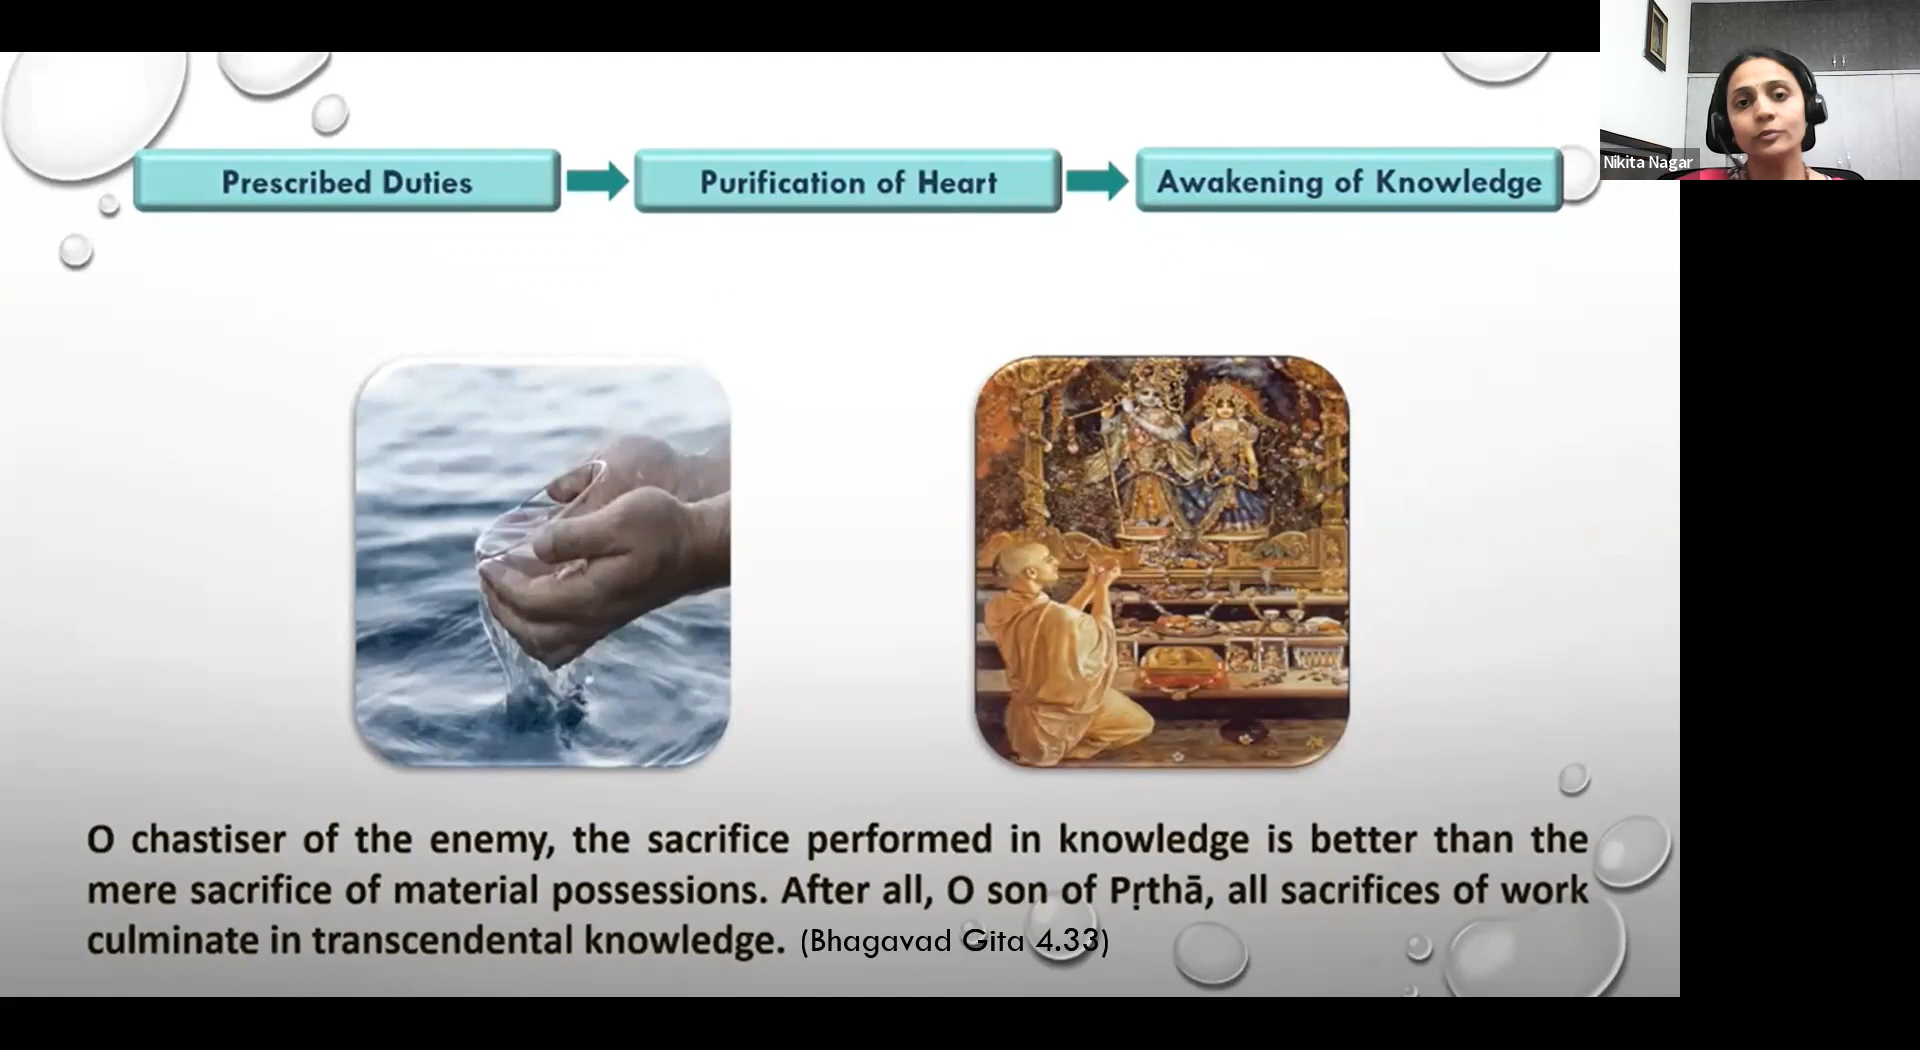 Prescribed Duties
Purification of Heart
Awakening of Knowledge
Nikita Nagar
O chastiser of the enemy, the sacrifice performed in knowledge is better than the
mere sacrifice of material possessions. After all, O son of Pṛthā, all sacrifices of work
culminate in transcendental knowledge. (Bhagavad Gita 4.33)